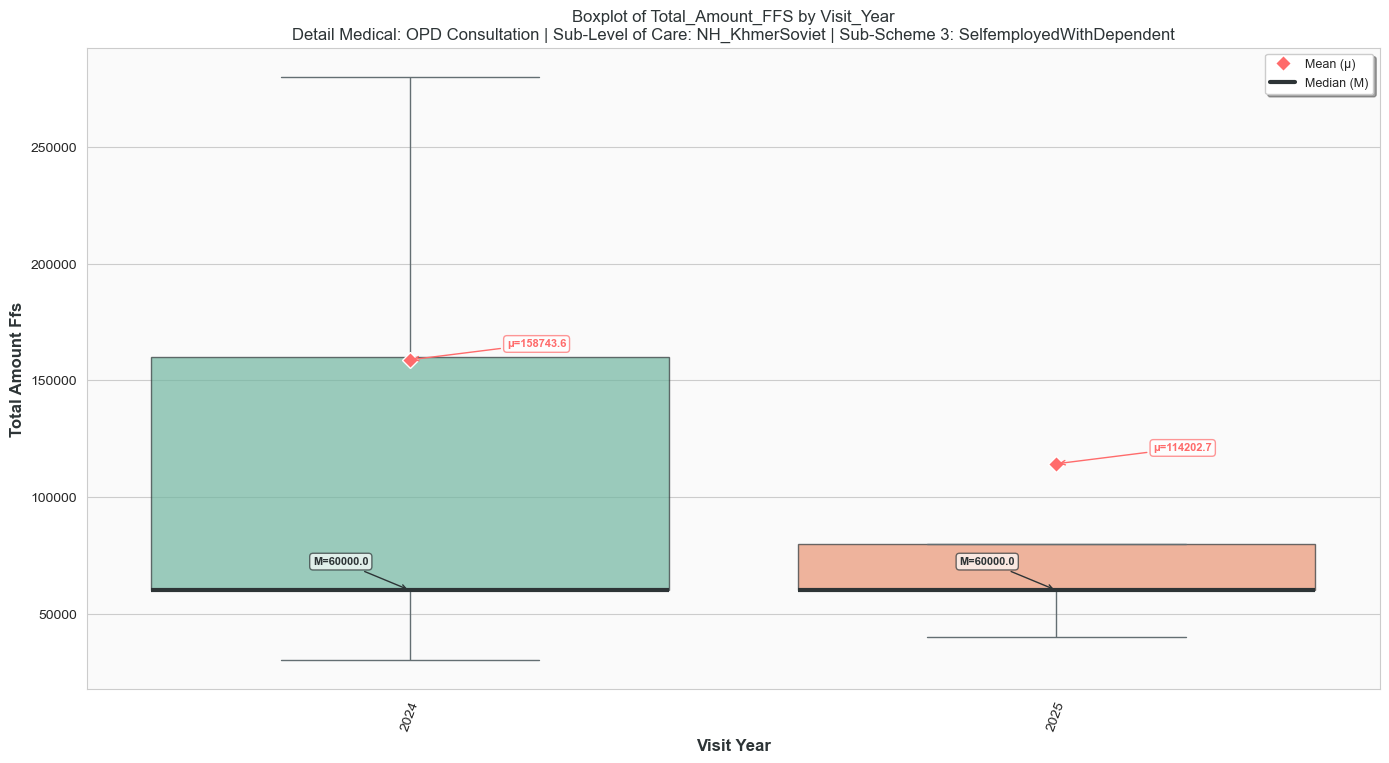 Boxplot of Total_Amount_FFS by Visit_Year
Detail Medical: OPD Consultation | Sub-Level of Care: NH_KhmerSoviet | Sub-Scheme 3: SelfemployedWithDependent
Mean (μ)
Median (M)
Total Amount Ffs
250000
200000
150000
100000
50000
μ=158743.6
M=60000.0
μ=114202.7
M=60000.0
2024
2025
Visit Year